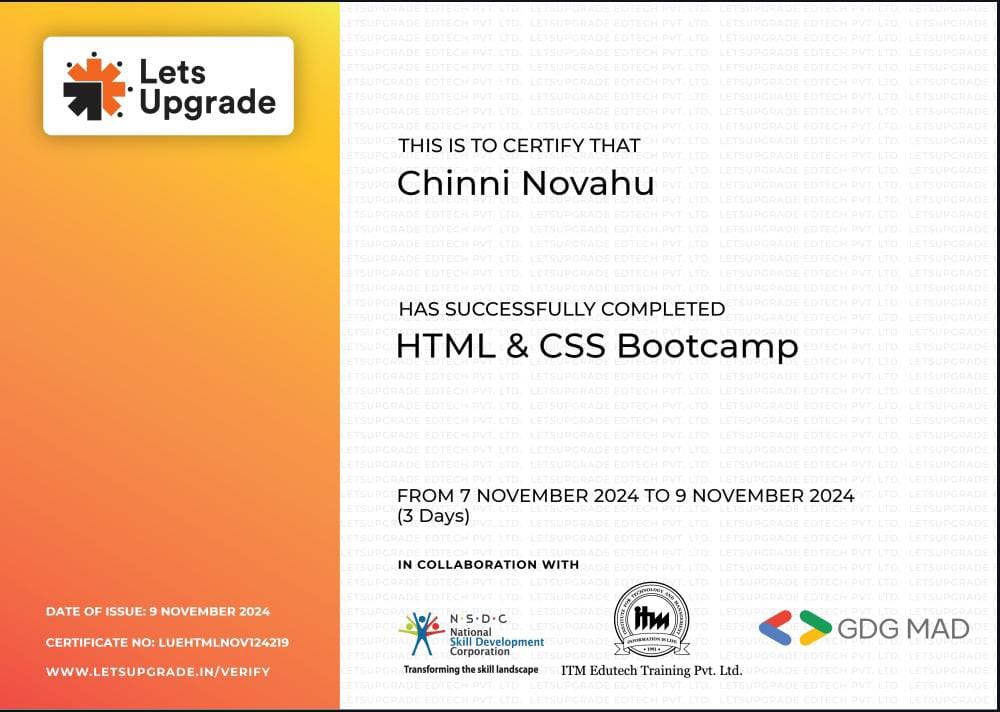 Lets
Upgrade
THIS IS TO CERTIFY THAT
Chinni Novahu
HAS SUCCESSFULLY COMPLETED
HTML & CSS Bootcamp
FROM 7 NOVEMBER 2024 TO 9 NOVEMBER 2024
(3 Days)
IN COLLABORATION WITH
DATE OF ISSUE: 9 NOVEMBER 2024
CERTIFICATE NO: LUEHTMLNOV124219
WWW.LETSUPGRADE.IN/VERIFY
N·S·D·C
National
Skill Development
Corporation
Transforming the skill landscape
INSTITUTE FOR TECHNOLOGY AND MANAGEMENT
itm
INFORMATION IS LIFE
1991
ITM Edutech Training Pvt. Ltd.
GDG MAD
LETSUPGRADE EDTECH PVT. LTD.